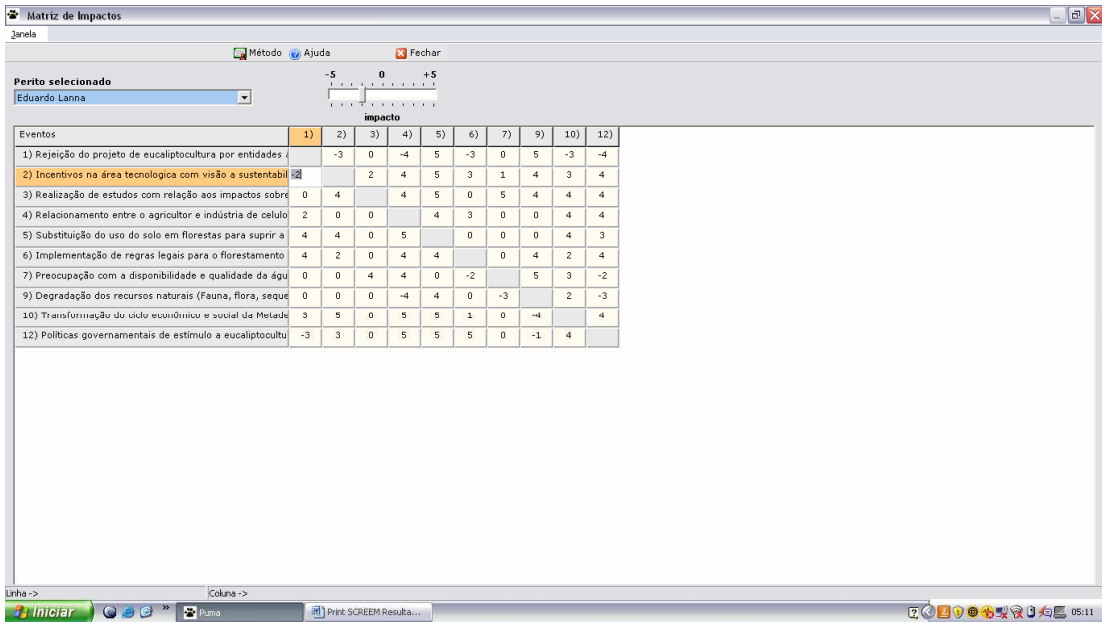 Matriz de Impactos
Janela
Método Ajuda Fechar
Perito selecionado
Eduardo Lanna
-5 0 +5
impacto
Eventos 1) 2) 3) 4) 5) 6) 7) 9) 10) 12)
1) Rejeição do projeto de eucaliptocultura por entidades -3 0 -4 5 -3 0 5 -3 -4
2) Incentivos na área tecnologica com visão a sustentabil -2 2 4 5 3 1 4 3 4
3) Realização de estudos com relação aos impactos sobre 0 4 4 5 0 5 4 4 4
4) Relacionamento entre o agricultor e indústria de celulo 2 0 0 4 3 0 0 4 4
5) Substituição do uso do solo em florestas para suprir a 4 4 0 5 0 0 0 4 3
6) Implementação de regras legais para o florestamento 4 2 0 4 4 0 4 2 4
7) Preocupação com a disponibilidade e qualidade da águ 0 0 4 4 0 -2 5 3 -2
9) Degradação dos recursos naturais (Fauna, flora, seque 0 0 0 -4 4 0 -3 2 -3
10) Transformação do ciclo econômico e social da Metade 3 5 0 5 5 1 0 -4 4
12) Políticas governamentais de estímulo a eucaliptocultu -3 3 0 5 5 5 0 -1 4
Linha -> Coluna ->
Iniciar » Puma Print SCREEM Resulta... 05:11